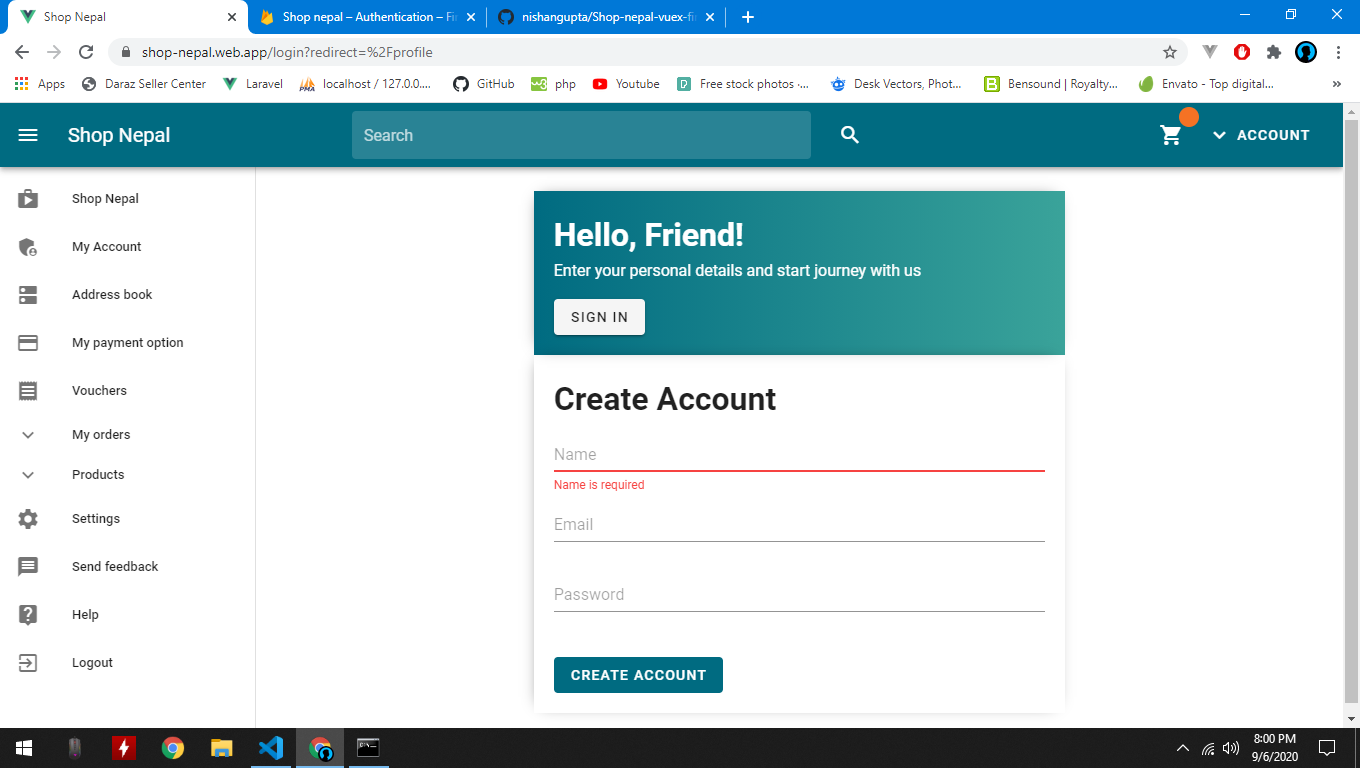 Shop Nepal
Shop nepal – Authentication – Fi
nishangupta/Shop-nepal-vuex-fi
shop-nepal.web.app/login?redirect=%2Fprofile
Apps
Daraz Seller Center
Laravel
localhost / 127.0.0....
GitHub
php
Youtube
Free stock photos ·...
Desk Vectors, Phot...
Bensound | Royalty...
Envato - Top digital...
Shop Nepal
Search
ACCOUNT
Shop Nepal
My Account
Address book
My payment option
Vouchers
My orders
Products
Settings
Send feedback
Help
Logout
Hello, Friend!
Enter your personal details and start journey with us
SIGN IN
Create Account
Name
Name is required
Email
Password
CREATE ACCOUNT
8:00 PM
9/6/2020